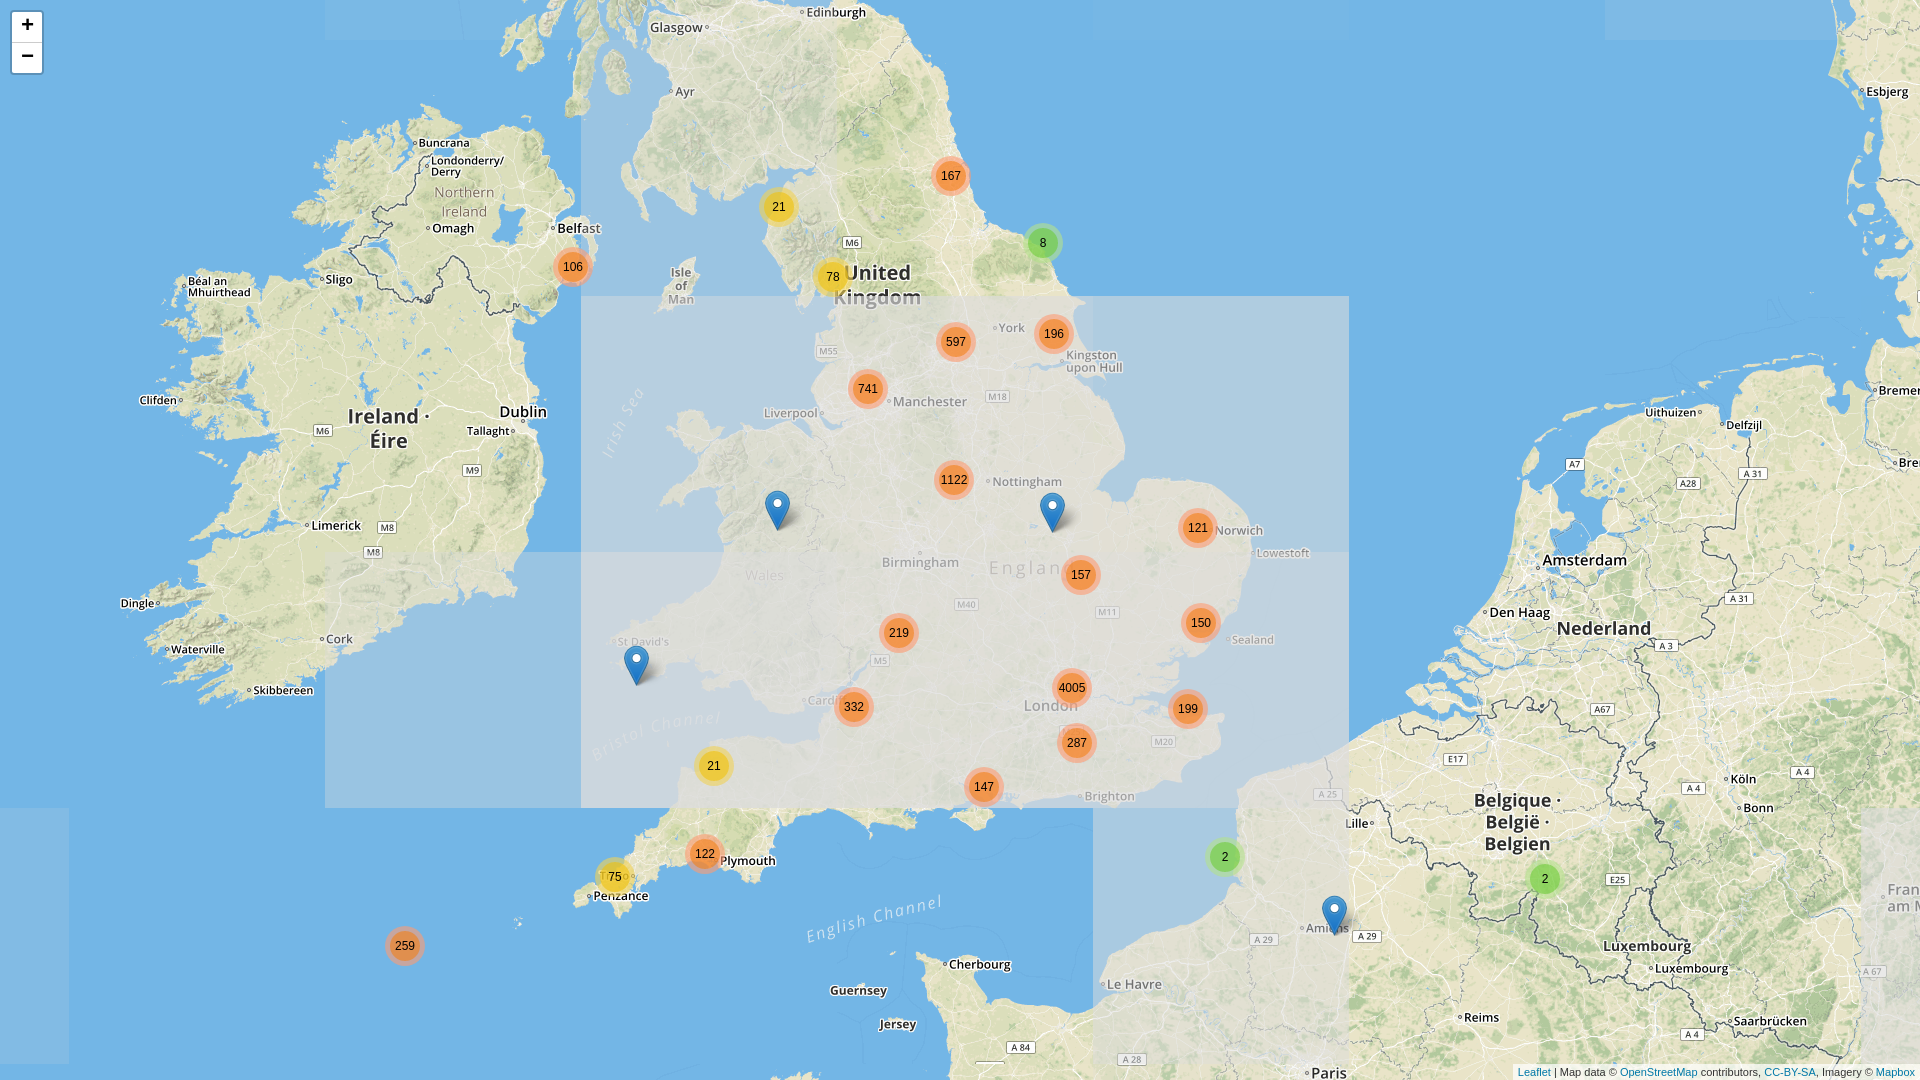 +
−
Edinburgh
Glasgow
Ayr
Esbjerg
Buncrana
Londonderry/
Derry
Northern
Ireland
Omagh
Belfast
167
21
M6
8
106
78
United
Kingdom
Isle
of
Man
Sligo
Béal an
Mhuirthead
York
196
597
M55
Kingston
upon Hull
741
Manchester
M18
Liverpool
Irish Sea
Clifden
Ireland ·
Éire
Dublin
Tallaght
M6
M9
Uithuizen
Delfzijl
A7
A 31
A28
1122
Nottingham
121
Norwich
Lowestoft
Limerick
M8
M8
Birmingham
Wales
157
Amsterdam
Dingle
M40
M11
Den Haag
A 31
Nederland
A 3
219
150
Sealand
Cork
St David's
Waterville
M5
Skibbereen
4005
London
332
199
A67
Bristol Channel
287
M20
E17
21
147
Brighton
A 25
Köln
A 4
A 4
Bonn
Belgique ·
België ·
Belgien
Lille
122
Plymouth
2
75
Penzance
2
E25
English Channel
259
Amiens
A 29
A 29
Luxembourg
Luxembourg
Cherbourg
A 67
Guernsey
Le Havre
Jersey
Reims
Saarbrücken
A 84
A 28
A 4
Paris
Leaflet | Map data © OpenStreetMap contributors, CC-BY-SA, Imagery © Mapbox